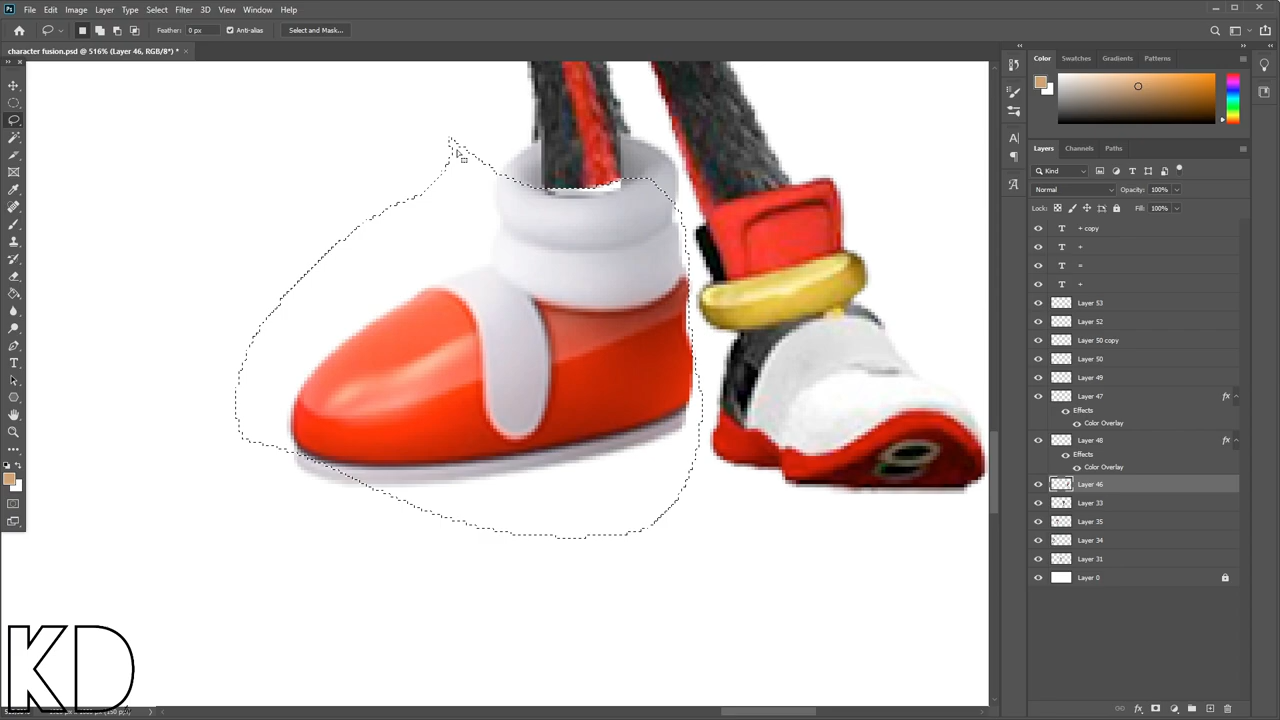 Ps File Edit Image Layer Type Select Filter 3D View Window Help
Feather: 0 px Anti-alias Select and Mask...
character fusion.psd @ 516% (Layer 46, RGB/8*) *
Color Swatches Gradients Patterns
Layers Channels Paths
Kind
Normal Opacity: 100%
Lock: Fill: 100%
T + copy
T +
T =
T +
Layer 53
Layer 52
Layer 50 copy
Layer 50
Layer 49
Layer 47 fx
Effects
Color Overlay
Layer 48 fx
Effects
Color Overlay
Layer 46
Layer 33
Layer 35
Layer 34
Layer 31
Layer 0
KD